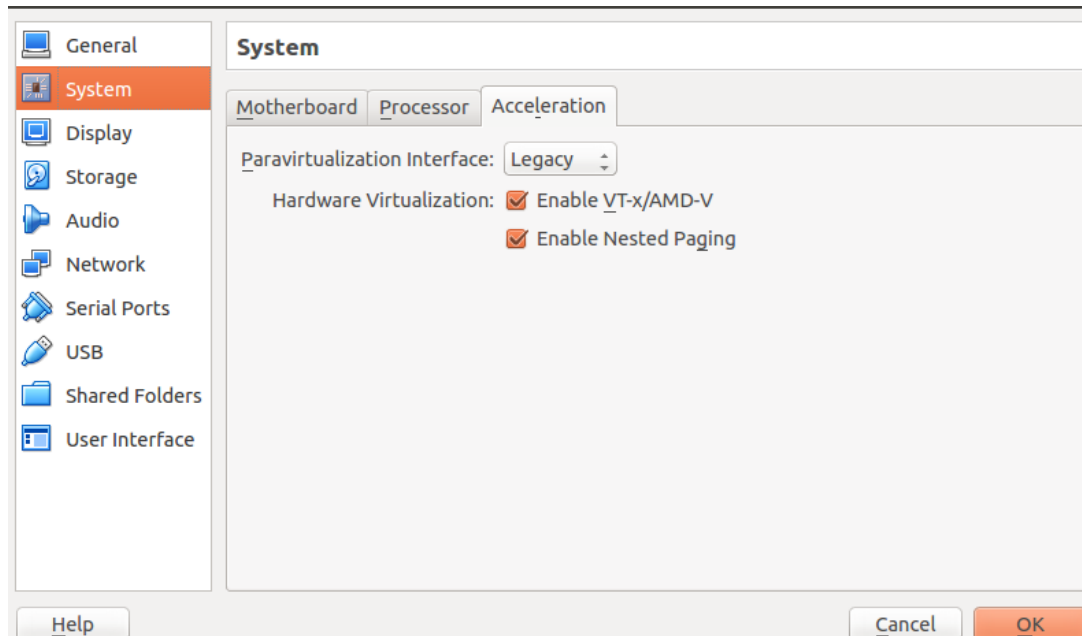 General
System
Display
Storage
Audio
Network
Serial Ports
USB
Shared Folders
User Interface
System
Motherboard Processor Acceleration
Paravirtualization Interface: Legacy
Hardware Virtualization: Enable VT-x/AMD-V
Enable Nested Paging
Help Cancel OK